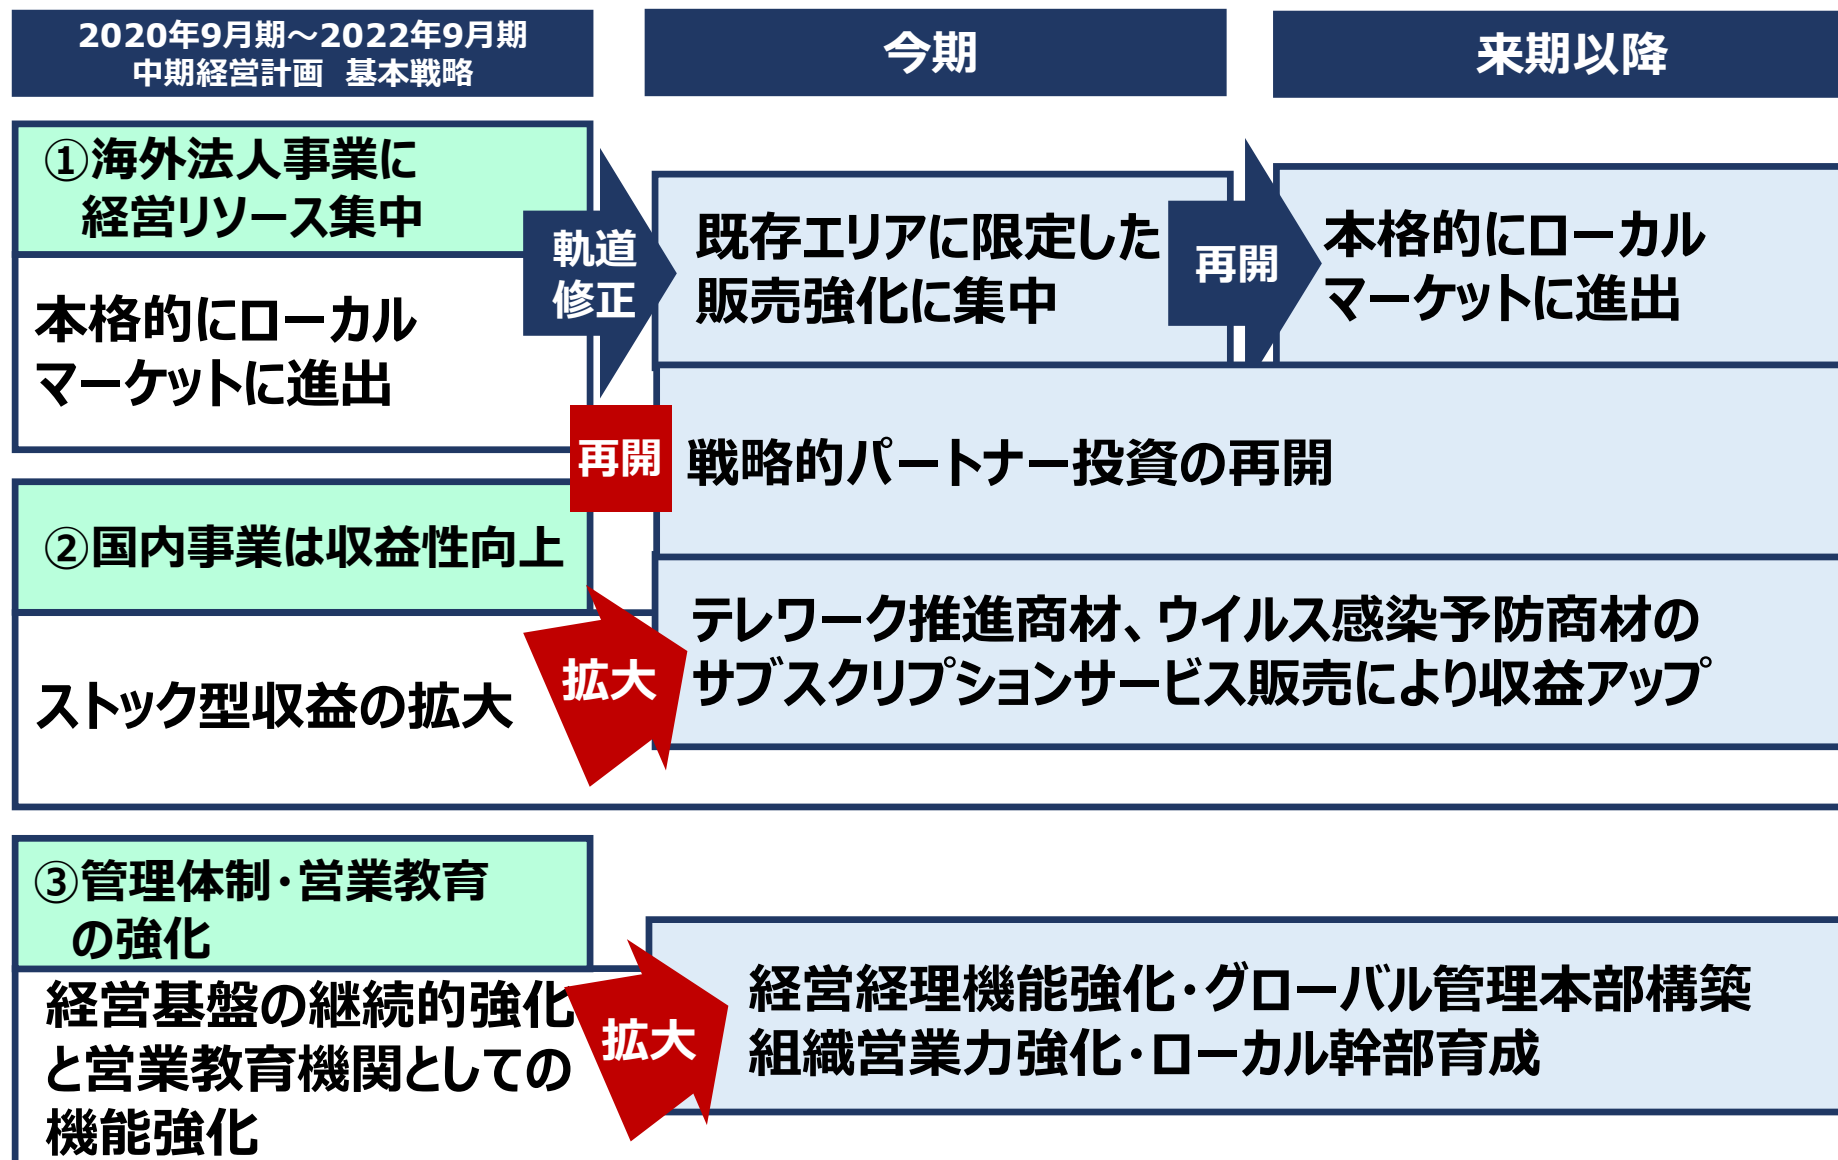 2020年9月期～2022年9月期
中期経営計画 基本戦略
今期
来期以降
①海外法人事業に
経営リソース集中
本格的にローカル
マーケットに進出
軌道
修正
既存エリアに限定した
販売強化に集中
再開
本格的にローカル
マーケットに進出
再開
戦略的パートナー投資の再開
②国内事業は収益性向上
ストック型収益の拡大
拡大
テレワーク推進商材、ウイルス感染予防商材の
サブスクリプションサービス販売により収益アップ
③管理体制・営業教育
の強化
経営基盤の継続的強化
と営業教育機関としての
機能強化
拡大
経営経理機能強化・グローバル管理本部構築
組織営業力強化・ローカル幹部育成